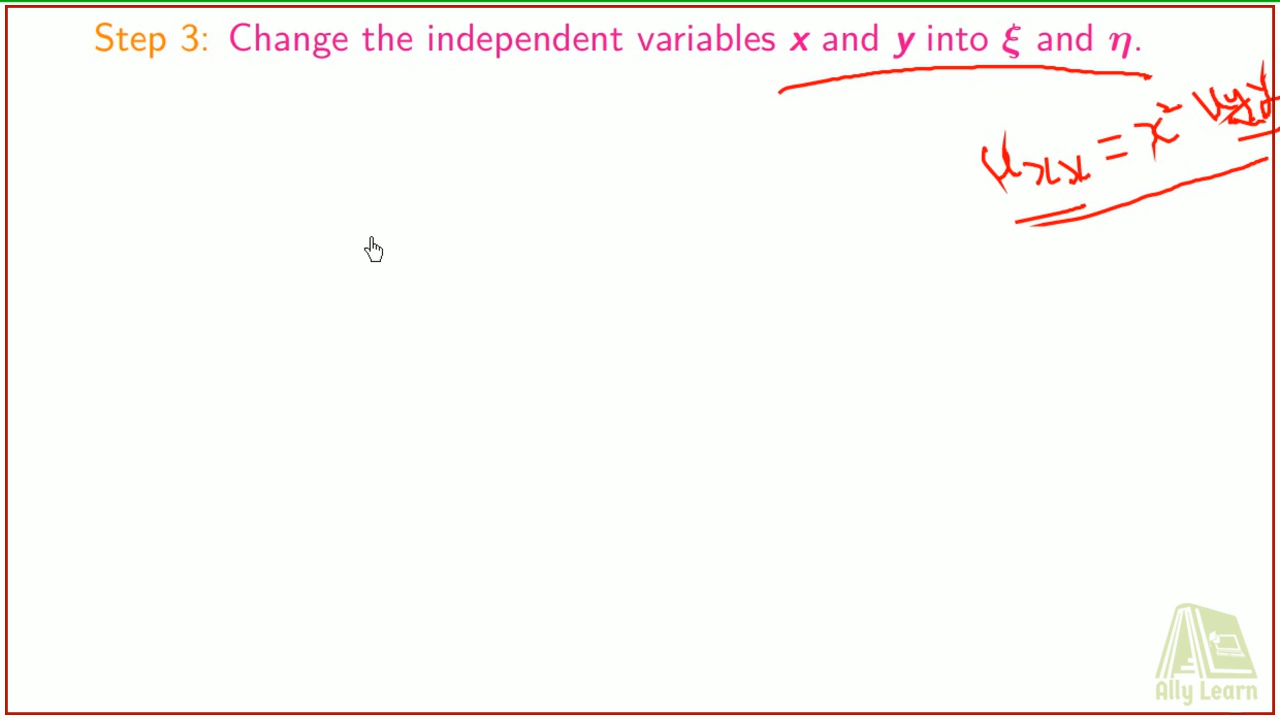 Step 3: Change the independent variables x and y into ξ and η.
u_xx = x² u_yy
Ally Learn